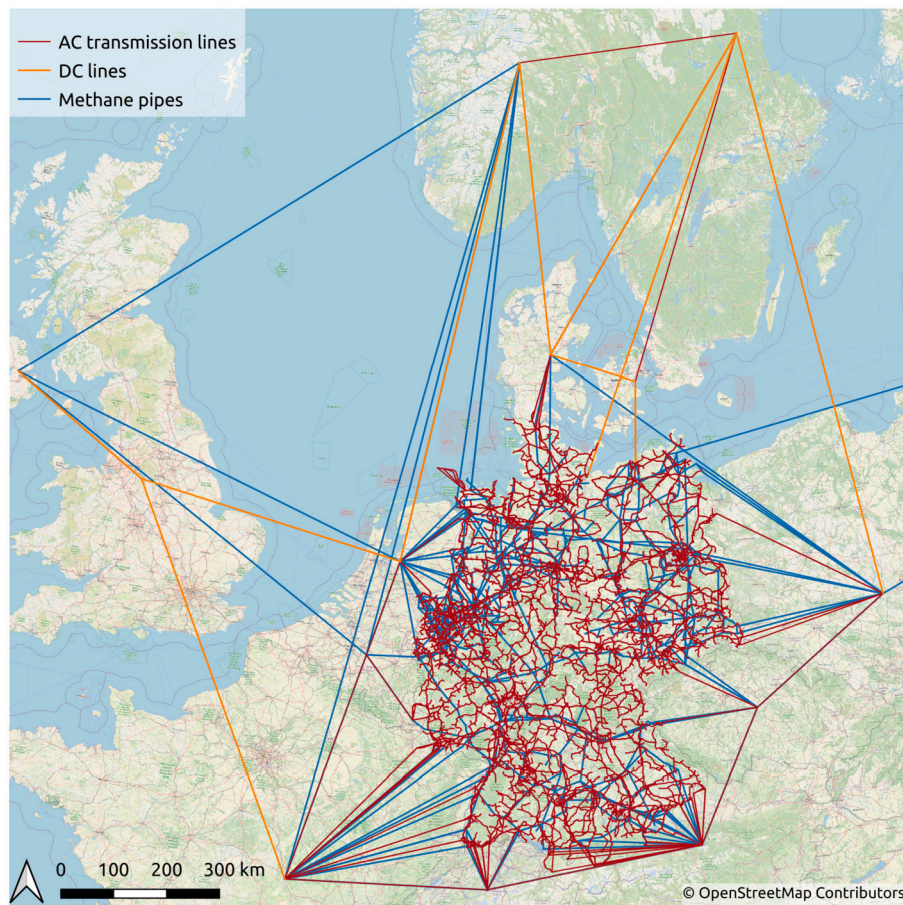 AC transmission lines
DC lines
Methane pipes
0 100 200 300 km
© OpenStreetMap Contributors